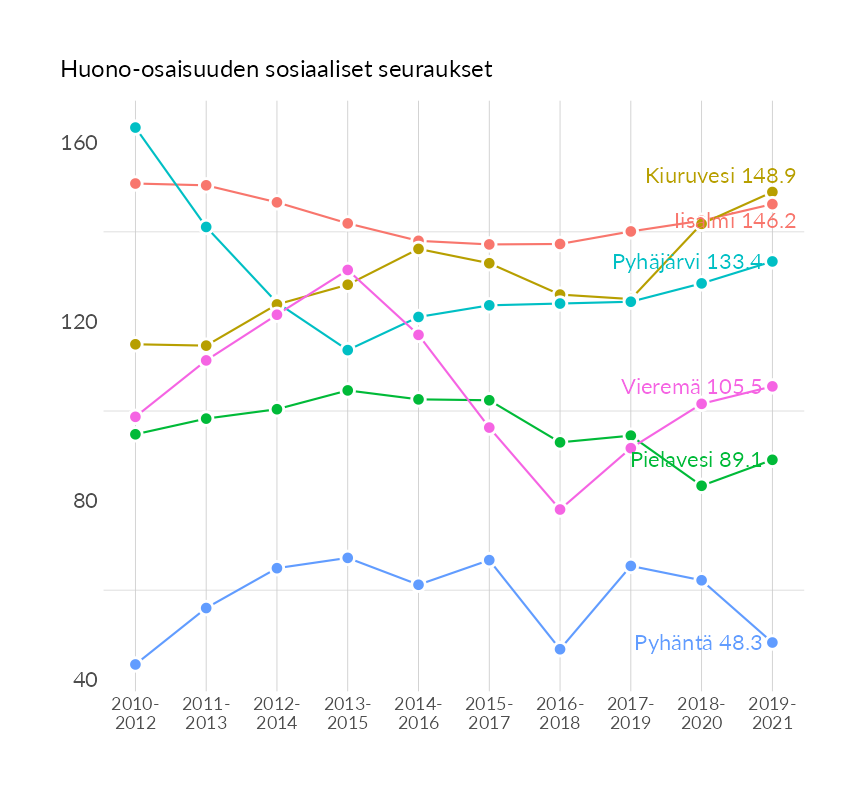 Huono-osaisuuden sosiaaliset seuraukset
160
120
80
40
Kiuruvesi 148.9
Iisalmi 146.2
Pyhäjärvi 133.4
Vieremä 105.5
Pielavesi 89.1
Pyhäntä 48.3
2010- 2011- 2012- 2013- 2014- 2015- 2016- 2017- 2018- 2019-
2012 2013 2014 2015 2016 2017 2018 2019 2020 2021